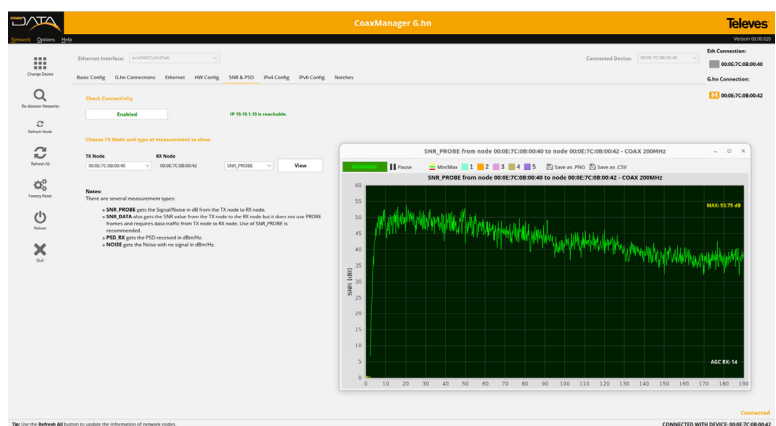 COAXDATA
CoaxManager G.hn
Televes
Network Options Help
Version 00.00.020
Ethernet Interface:
Connected Device: 00:0E:7C:0B:00:40
Eth Connection:
00:0E:7C:0B:00:40
G.hn Connection:
00:0E:7C:0B:00:42
Change Device
Re-discover Networks
Refresh Node
Refresh All
Factory Reset
Reboot
Quit
Basic Config G.hn Connections Ethernet HW Config SNR & PSD IPv4 Config IPv6 Config Notches
Check Connectivity
Enabled
IP 10.10.1.10 is reachable.
Choose TX Node and type of measurement to show
TX Node RX Node
00:0E:7C:0B:00:40 00:0E:7C:0B:00:42 SNR_PROBE View
Notes:
There are several measurement types:
SNR_PROBE gets the Signal/Noise in dB from the TX node to RX node.
SNR_DATA also gets the SNR value from the TX node to the RX node but it does not use PROBE
frames and requires data traffic from TX node to RX node. Use of SNR_PROBE is
recommended.
PSD_RX gets the PSD received in dBm/Hz.
NOISE gets the Noise with no signal in dBm/Hz.
SNR_PROBE from node 00:0E:7C:0B:00:40 to node 00:0E:7C:0B:00:42 - COAX 200MHz
Pause Min/Max 1 2 3 4 5 Save as .PNG Save as .CSV
SNR_PROBE from node 00:0E:7C:0B:00:40 to node 00:0E:7C:0B:00:42 - COAX 200MHz
MAX: 53.75 dB
SNR (dB)
60
55
50
45
40
35
30
25
20
15
10
5
0
AGC RX: 14
0 10 20 30 40 50 60 70 80 90 100 110 120 130 140 150 160 170 180 190
Connected
Tip: Use the Refresh All button to update the information of network nodes.
CONNECTED WITH DEVICE: 00:0E:7C:0B:00:42